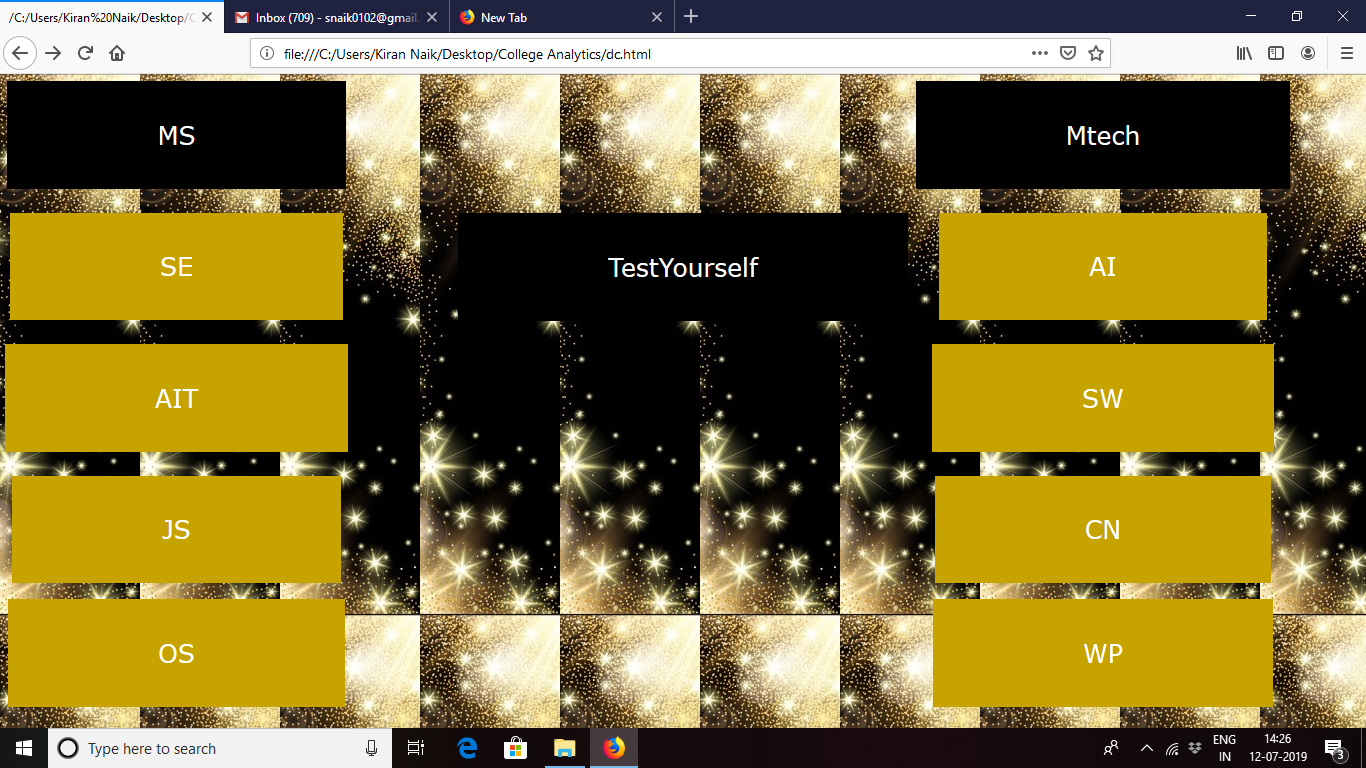 /C:/Users/Kiran%20Naik/Desktop/C
Inbox (709) - snaik0102@gmail.
New Tab
file:///C:/Users/Kiran Naik/Desktop/College Analytics/dc.html
MS
Mtech
SE
TestYourself
AI
AIT
SW
JS
CN
OS
WP
Type here to search
ENG
IN
14:26
12-07-2019
3